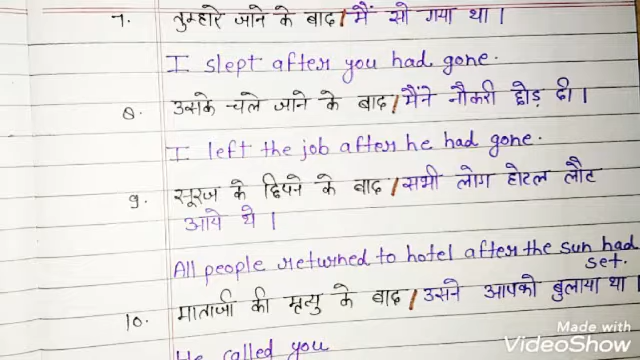 7. तुम्हारे जाने के बाद / मैं सो गया था ।
I slept after you had gone.
8. उसके चले जाने के बाद / मैंने नौकरी छोड़ दी ।
I left the job after he had gone.
9. सूरज के छिपने के बाद / सभी लोग होटल लौट
आये थे ।
All people returned to hotel after the sun had
set.
10. माताजी की मृत्यु के बाद / उसने आपको बुलाया था ।
He called you
Made with
VideoShow